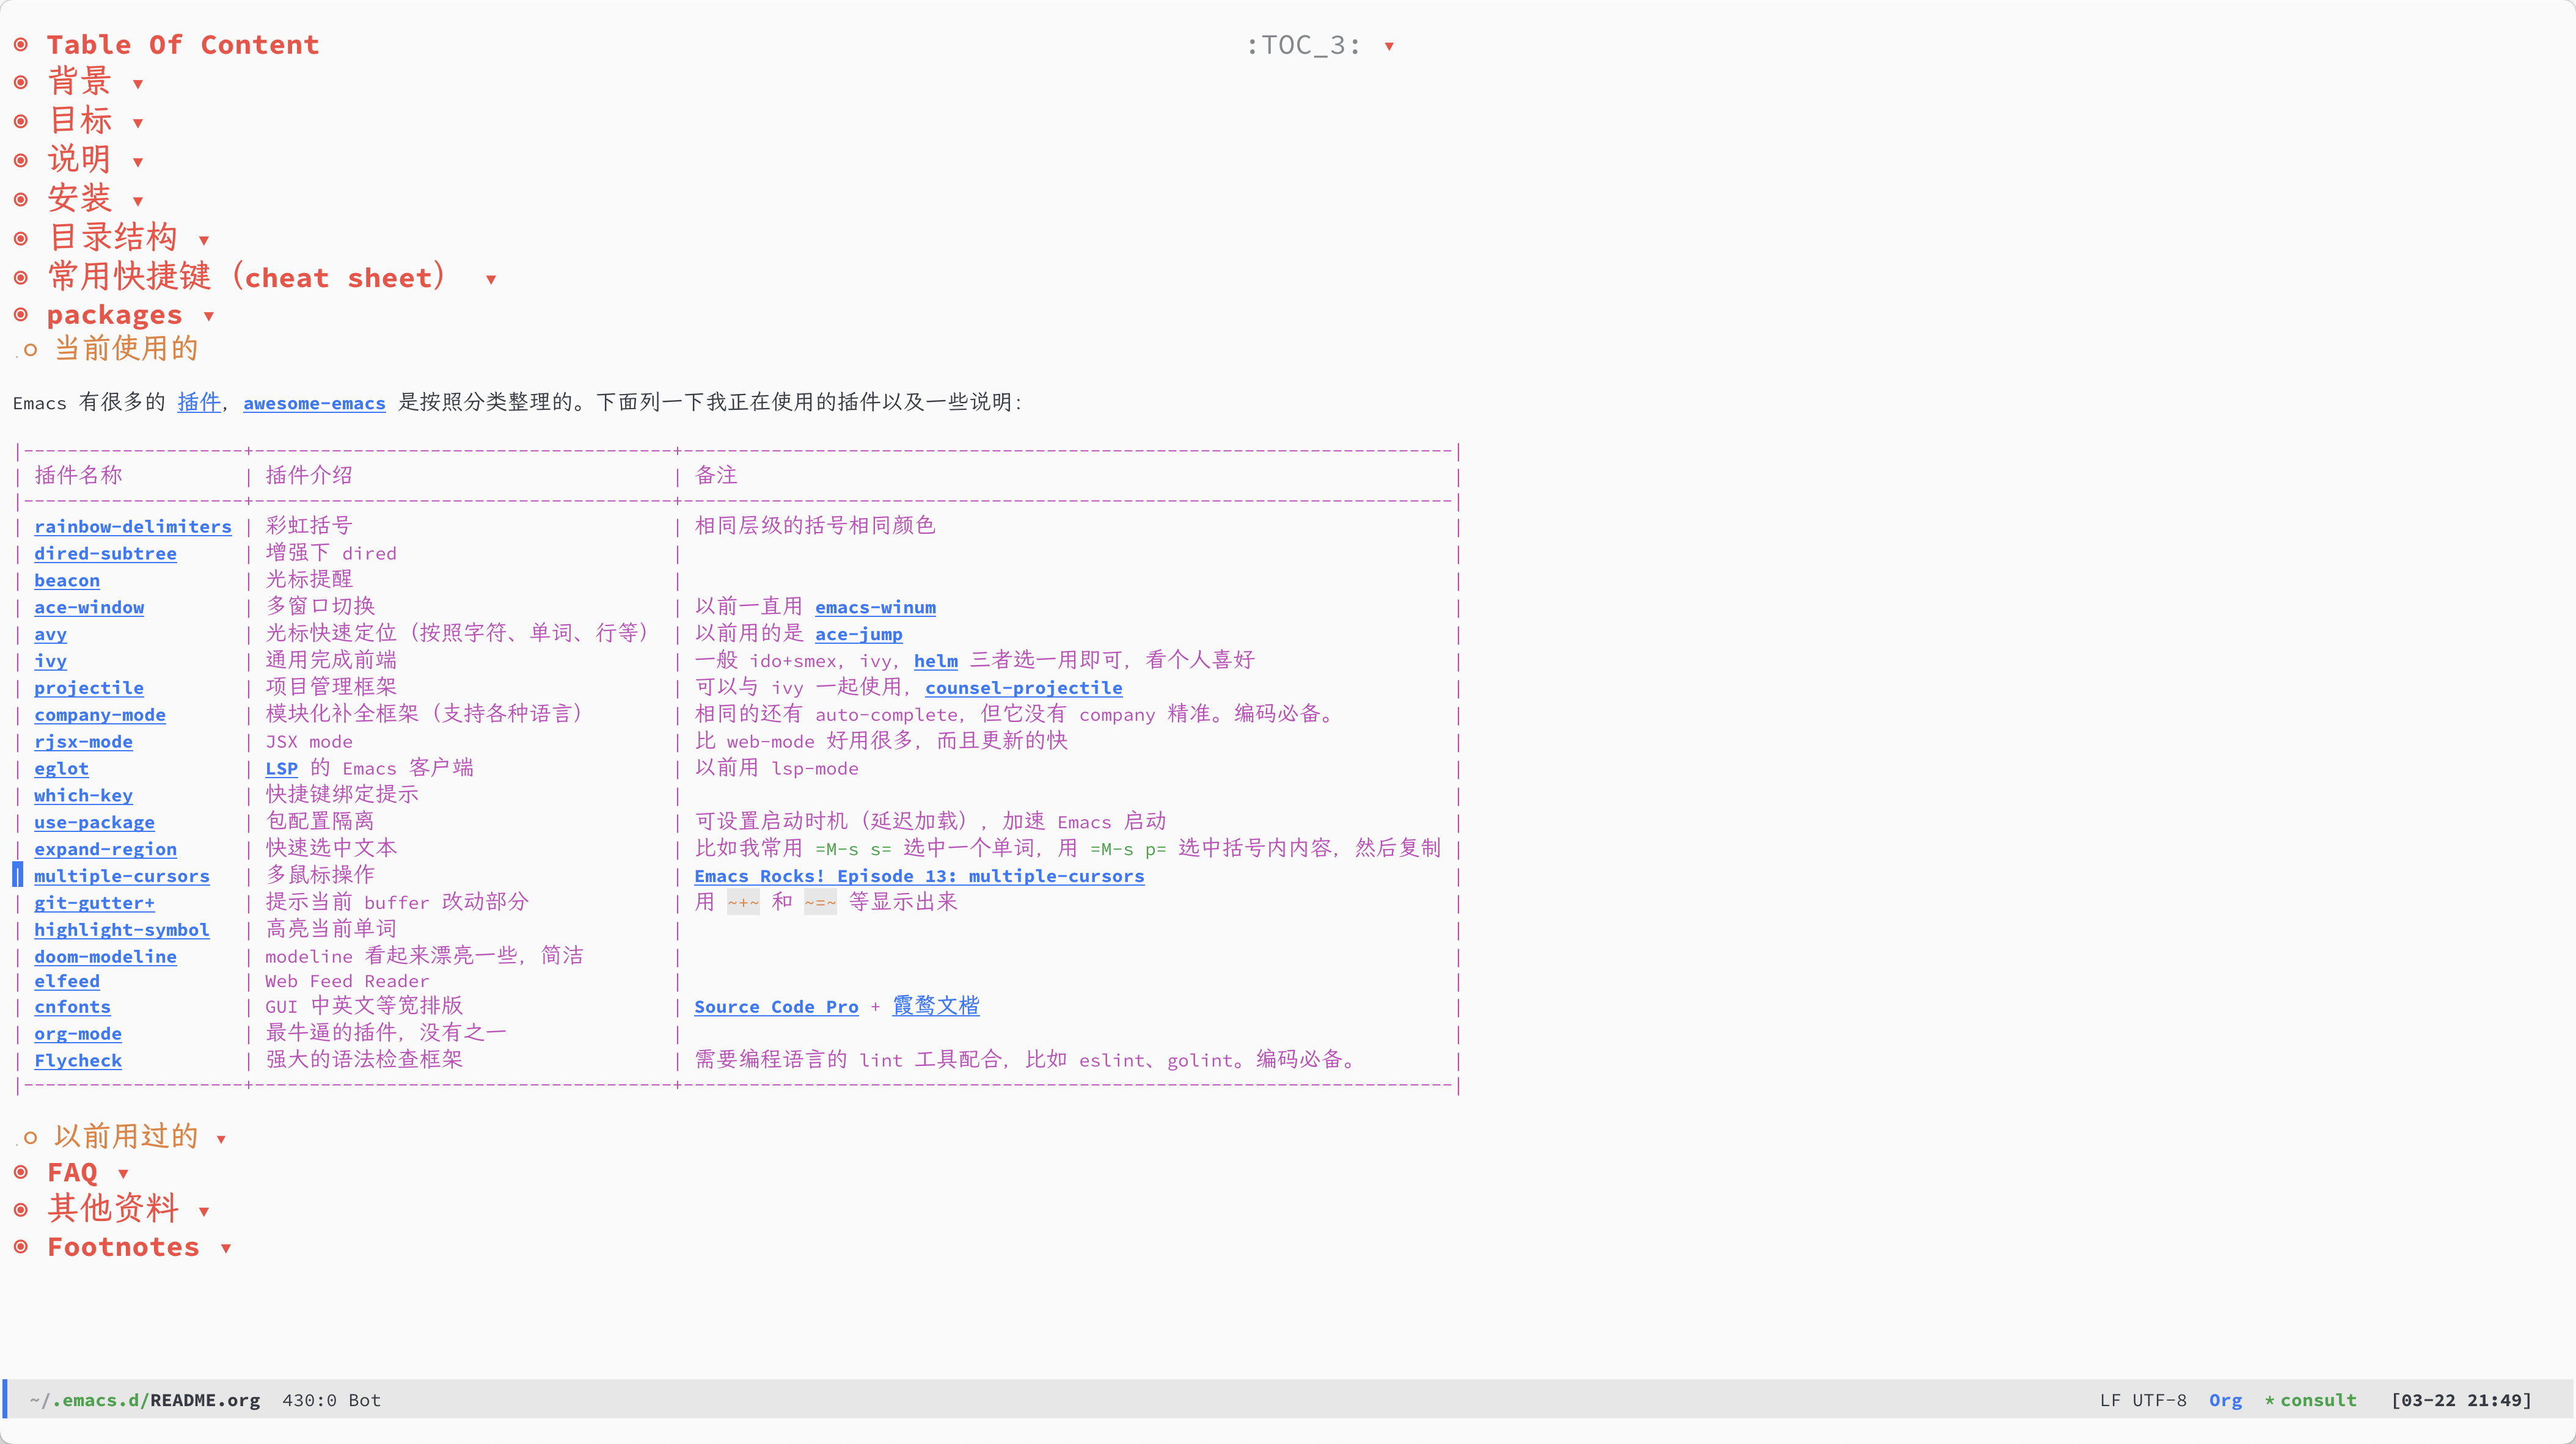 Table Of Content :TOC_3: ▾
背景 ▾
目标 ▾
说明 ▾
安装 ▾
目录结构 ▾
常用快捷键（cheat sheet） ▾
packages ▾
当前使用的
Emacs 有很多的 插件，awesome-emacs 是按照分类整理的。下面列一下我正在使用的插件以及一些说明：
|--------------------+--------------------------------------+----------------------------------------------------------------------|
| 插件名称 | 插件介绍 | 备注 |
|--------------------+--------------------------------------+----------------------------------------------------------------------|
| rainbow-delimiters | 彩虹括号 | 相同层级的括号相同颜色 |
| dired-subtree | 增强下 dired | |
| beacon | 光标提醒 | |
| ace-window | 多窗口切换 | 以前一直用 emacs-winum |
| avy | 光标快速定位（按照字符、单词、行等） | 以前用的是 ace-jump |
| ivy | 通用完成前端 | 一般 ido+smex，ivy，helm 三者选一用即可，看个人喜好 |
| projectile | 项目管理框架 | 可以与 ivy 一起使用，counsel-projectile |
| company-mode | 模块化补全框架（支持各种语言） | 相同的还有 auto-complete，但它没有 company 精准。编码必备。 |
| rjsx-mode | JSX mode | 比 web-mode 好用很多，而且更新的快 |
| eglot | LSP 的 Emacs 客户端 | 以前用 lsp-mode |
| which-key | 快捷键绑定提示 | |
| use-package | 包配置隔离 | 可设置启动时机（延迟加载），加速 Emacs 启动 |
| expand-region | 快速选中文本 | 比如我常用 =M-s s= 选中一个单词，用 =M-s p= 选中括号内内容，然后复制 |
| multiple-cursors | 多鼠标操作 | Emacs Rocks! Episode 13: multiple-cursors |
| git-gutter+ | 提示当前 buffer 改动部分 | 用 ~+~ 和 ~=~ 等显示出来 |
| highlight-symbol | 高亮当前单词 | |
| doom-modeline | modeline 看起来漂亮一些，简洁 | |
| elfeed | Web Feed Reader | |
| cnfonts | GUI 中英文等宽排版 | Source Code Pro + 霞鹜文楷 |
| org-mode | 最牛逼的插件，没有之一 | |
| Flycheck | 强大的语法检查框架 | 需要编程语言的 lint 工具配合，比如 eslint、golint。编码必备。 |
|--------------------+--------------------------------------+----------------------------------------------------------------------|
以前用过的 ▾
FAQ ▾
其他资料 ▾
Footnotes ▾
~/.emacs.d/README.org 430:0 Bot LF UTF-8 Org *consult [03-22 21:49]